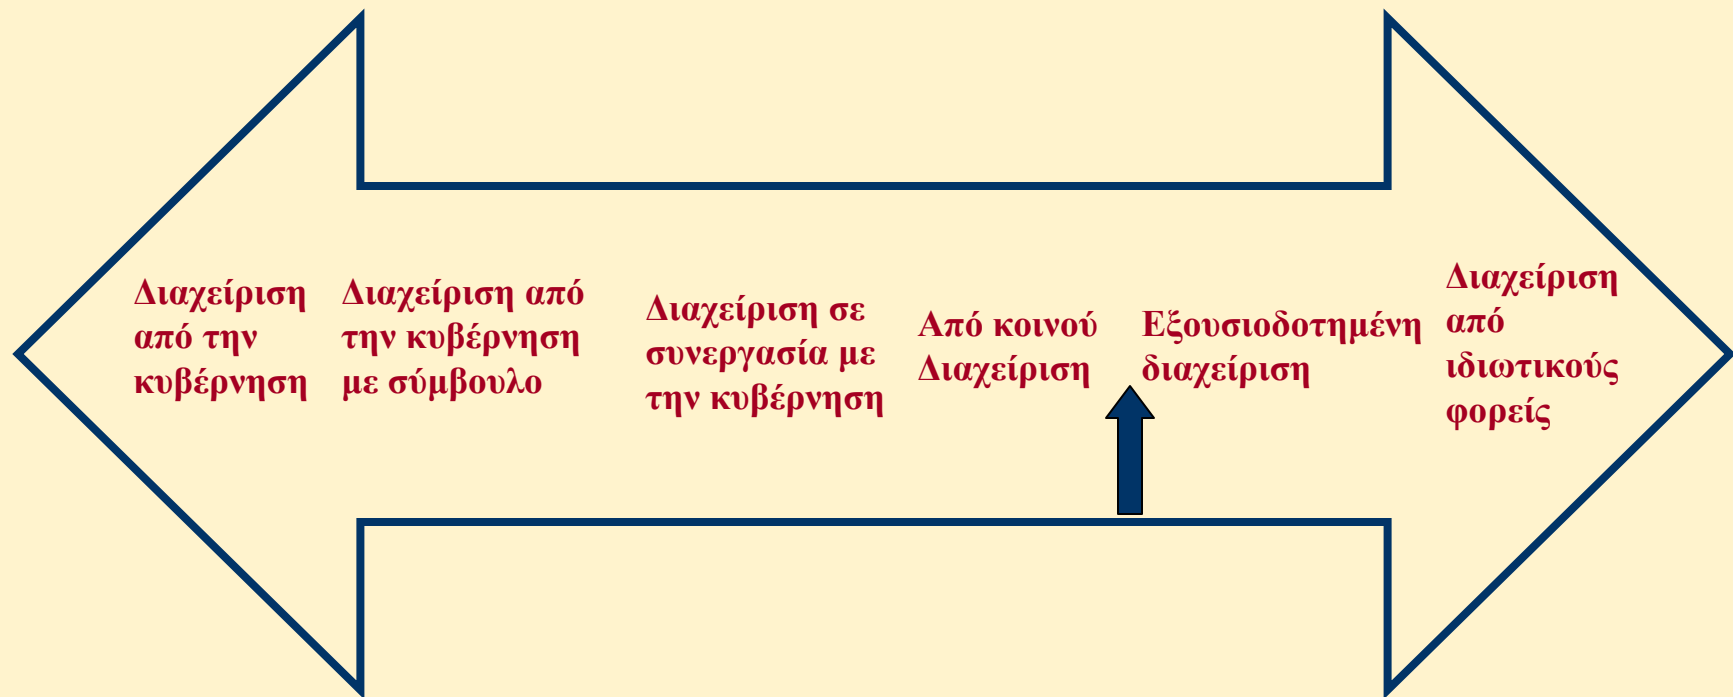 Διαχείριση
από την
κυβέρνηση
Διαχείριση από
την κυβέρνηση
με σύμβουλο
Διαχείριση σε
συνεργασία με
την κυβέρνηση
Από κοινού
Διαχείριση
Εξουσιοδοτημένη
διαχείριση
Διαχείριση
από
ιδιωτικούς
φορείς